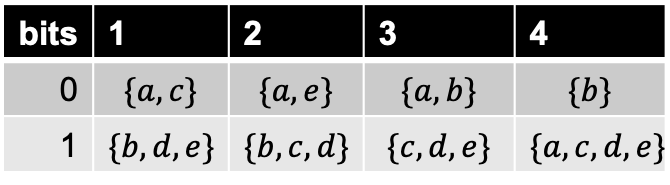 bits 1 2 3 4
0 {a, c} {a, e} {a, b} {b}
1 {b, d, e} {b, c, d} {c, d, e} {a, c, d, e}